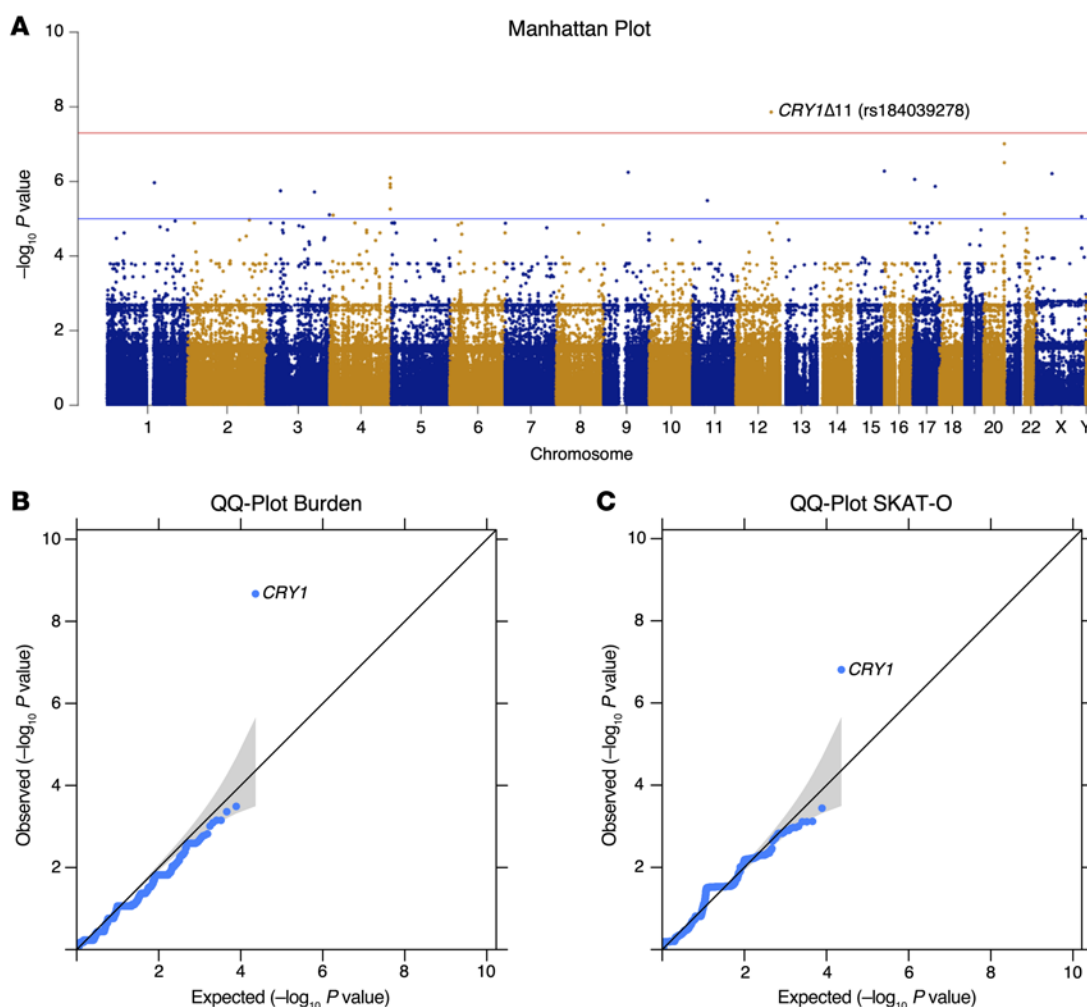 A
Manhattan Plot
10
8
6
4
2
0
–log10 P value
CRY1Δ11 (rs184039278)
1 2 3 4 5 6 7 8 9 10 11 12 13 14 15 16 17 18 20 22 X Y
Chromosome
B
QQ-Plot Burden
10
8
6
4
2
Observed (–log10 P value)
CRY1
2 4 6 8 10
Expected (–log10 P value)
C
QQ-Plot SKAT-O
10
8
6
4
2
Observed (–log10 P value)
CRY1
2 4 6 8 10
Expected (–log10 P value)